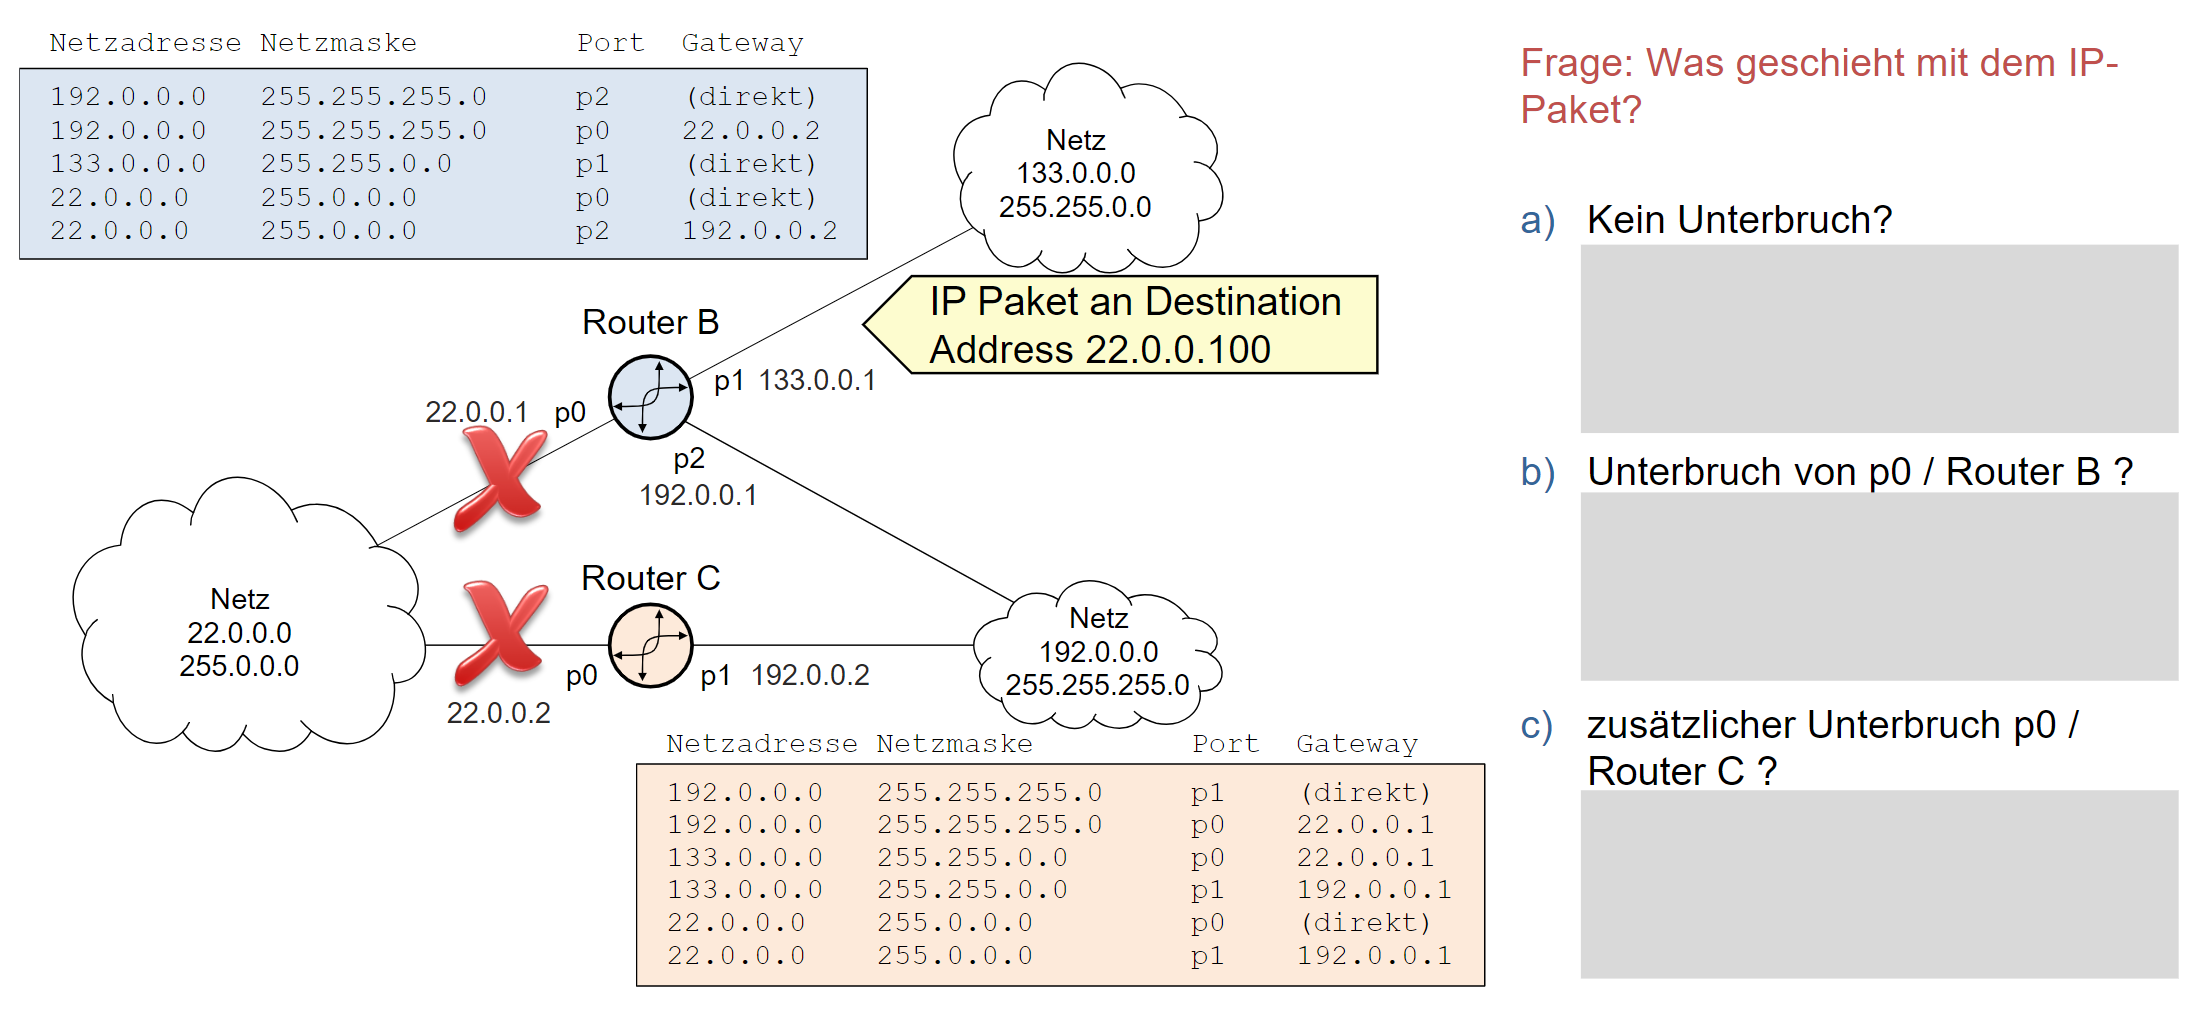 Netzadresse Netzmaske Port Gateway
192.0.0.0 255.255.255.0 p2 (direkt)
192.0.0.0 255.255.255.0 p0 22.0.0.2
133.0.0.0 255.255.0.0 p1 (direkt)
22.0.0.0 255.0.0.0 p0 (direkt)
22.0.0.0 255.0.0.0 p2 192.0.0.2
Netz
133.0.0.0
255.255.0.0
IP Paket an Destination
Address 22.0.0.100
Router B
p1 133.0.0.1
22.0.0.1 p0
p2
192.0.0.1
Netz
22.0.0.0
255.0.0.0
Router C
p0
22.0.0.2
p1 192.0.0.2
Netz
192.0.0.0
255.255.255.0
Netzadresse Netzmaske Port Gateway
192.0.0.0 255.255.255.0 p1 (direkt)
192.0.0.0 255.255.255.0 p0 22.0.0.1
133.0.0.0 255.255.0.0 p0 22.0.0.1
133.0.0.0 255.255.0.0 p1 192.0.0.1
22.0.0.0 255.0.0.0 p0 (direkt)
22.0.0.0 255.0.0.0 p1 192.0.0.1
Frage: Was geschieht mit dem IP-
Paket?
a) Kein Unterbruch?
b) Unterbruch von p0 / Router B ?
c) zusätzlicher Unterbruch p0 /
Router C ?